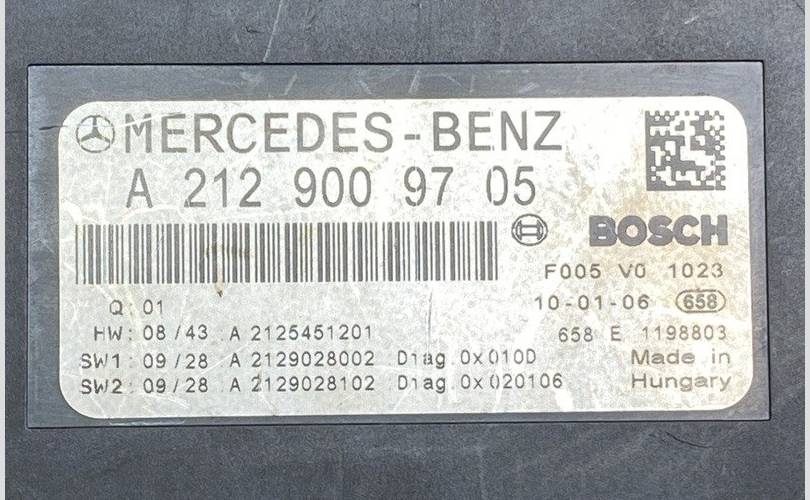 MERCEDES-BENZ
A 212 900 97 05
BOSCH
F005 V0 1023
Q: 01
10-01-06 658
HW: 08/43 A 2125451201
658 E 1198803
SW1: 09/28 A 2129028002 Diag.0x010D
Made in
SW2: 09/28 A 2129028102 Diag.0x020106
Hungary